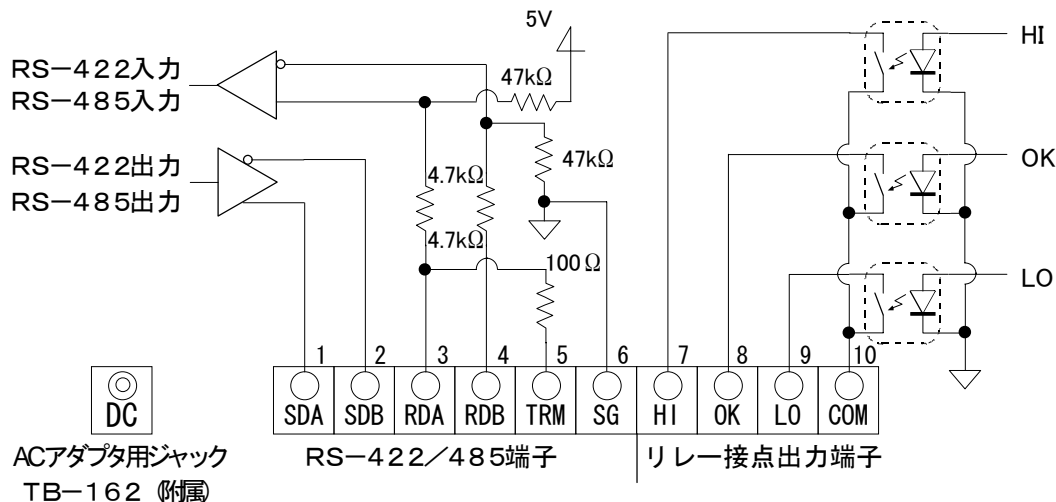 5V
HI
RS-422入力
RS-485入力
47kΩ
RS-422出力
RS-485出力
OK
47kΩ
4.7kΩ
4.7kΩ
100Ω
LO
1 2 3 4 5 6 7 8 9 10
DC
SDA SDB RDA RDB TRM SG HI OK LO COM
ACアダプタ用ジャック
TB-162 (附属)
RS-422/485端子
リレー接点出力端子